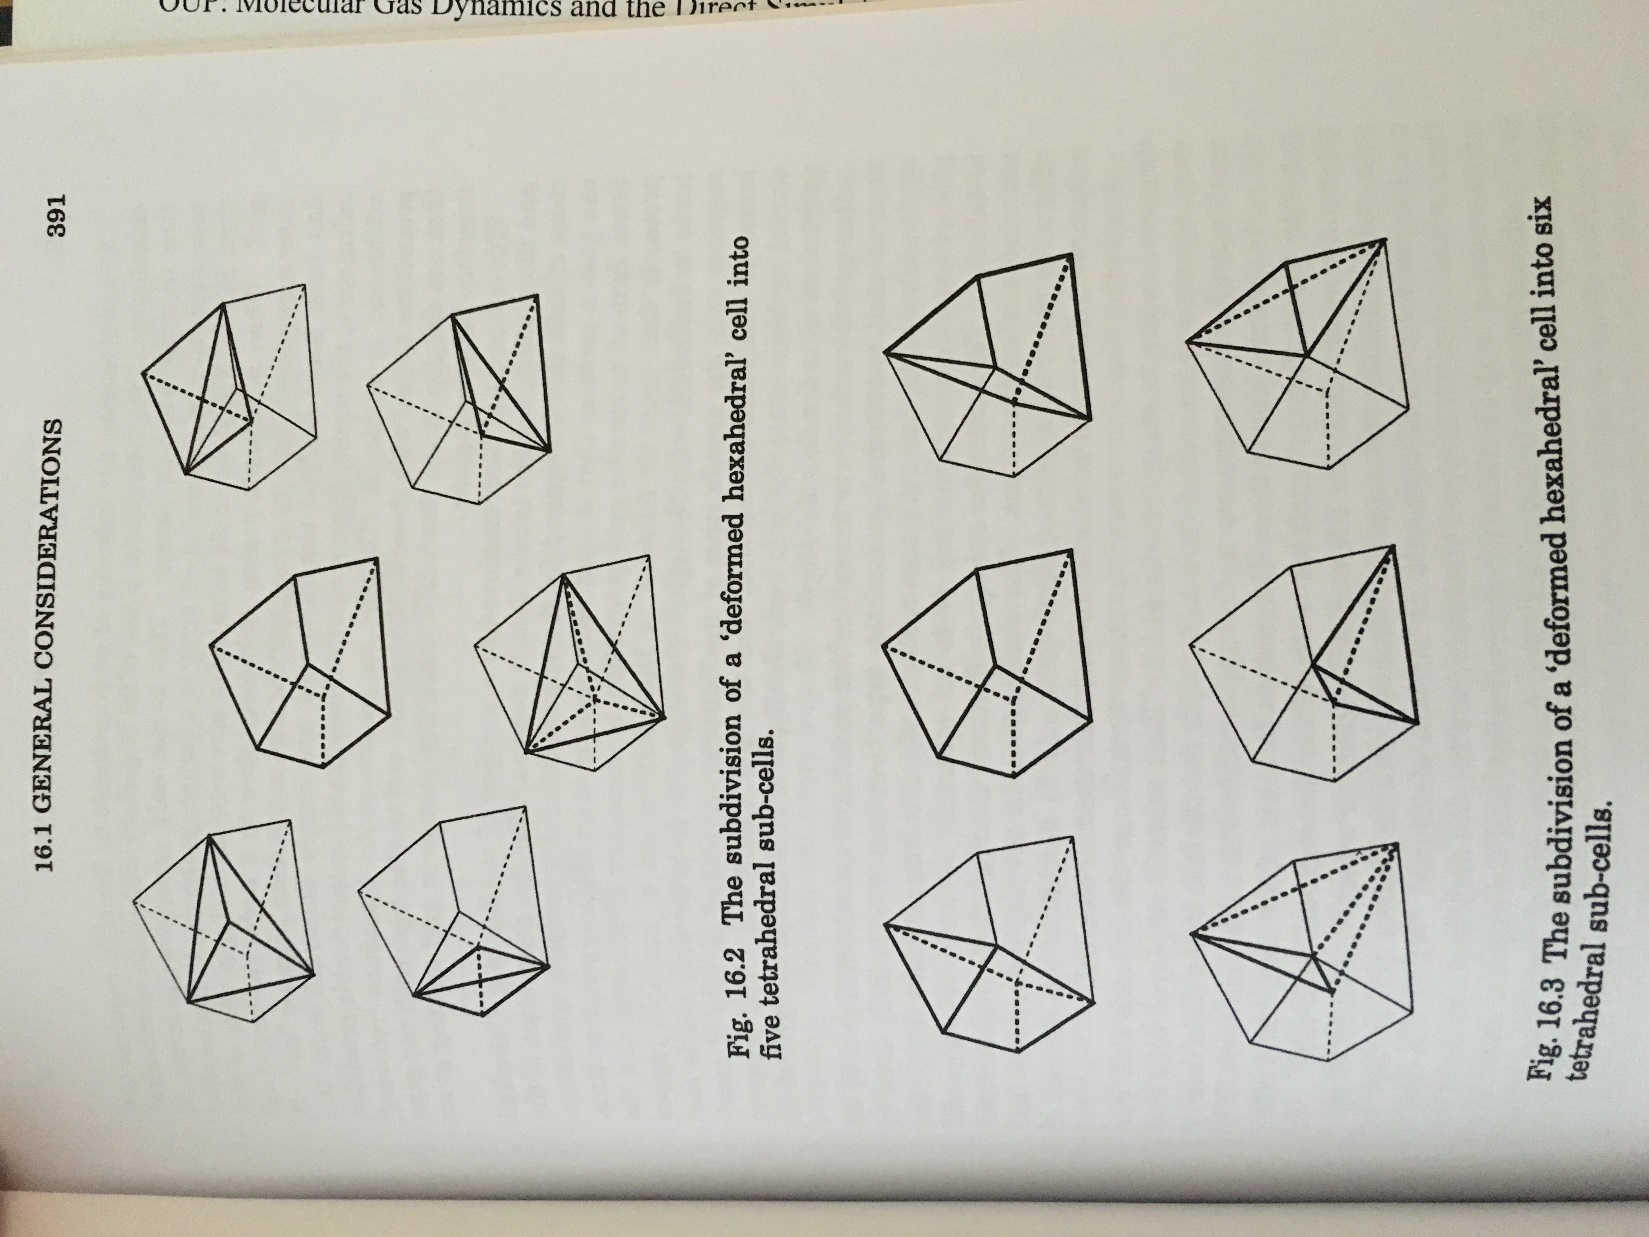 OUP: Molecular Gas Dynamics and the Direct
16.1 GENERAL CONSIDERATIONS 391
Fig. 16.2 The subdivision of a ‘deformed hexahedral’ cell into
five tetrahedral sub-cells.
Fig. 16.3 The subdivision of a ‘deformed hexahedral’ cell into six
tetrahedral sub-cells.